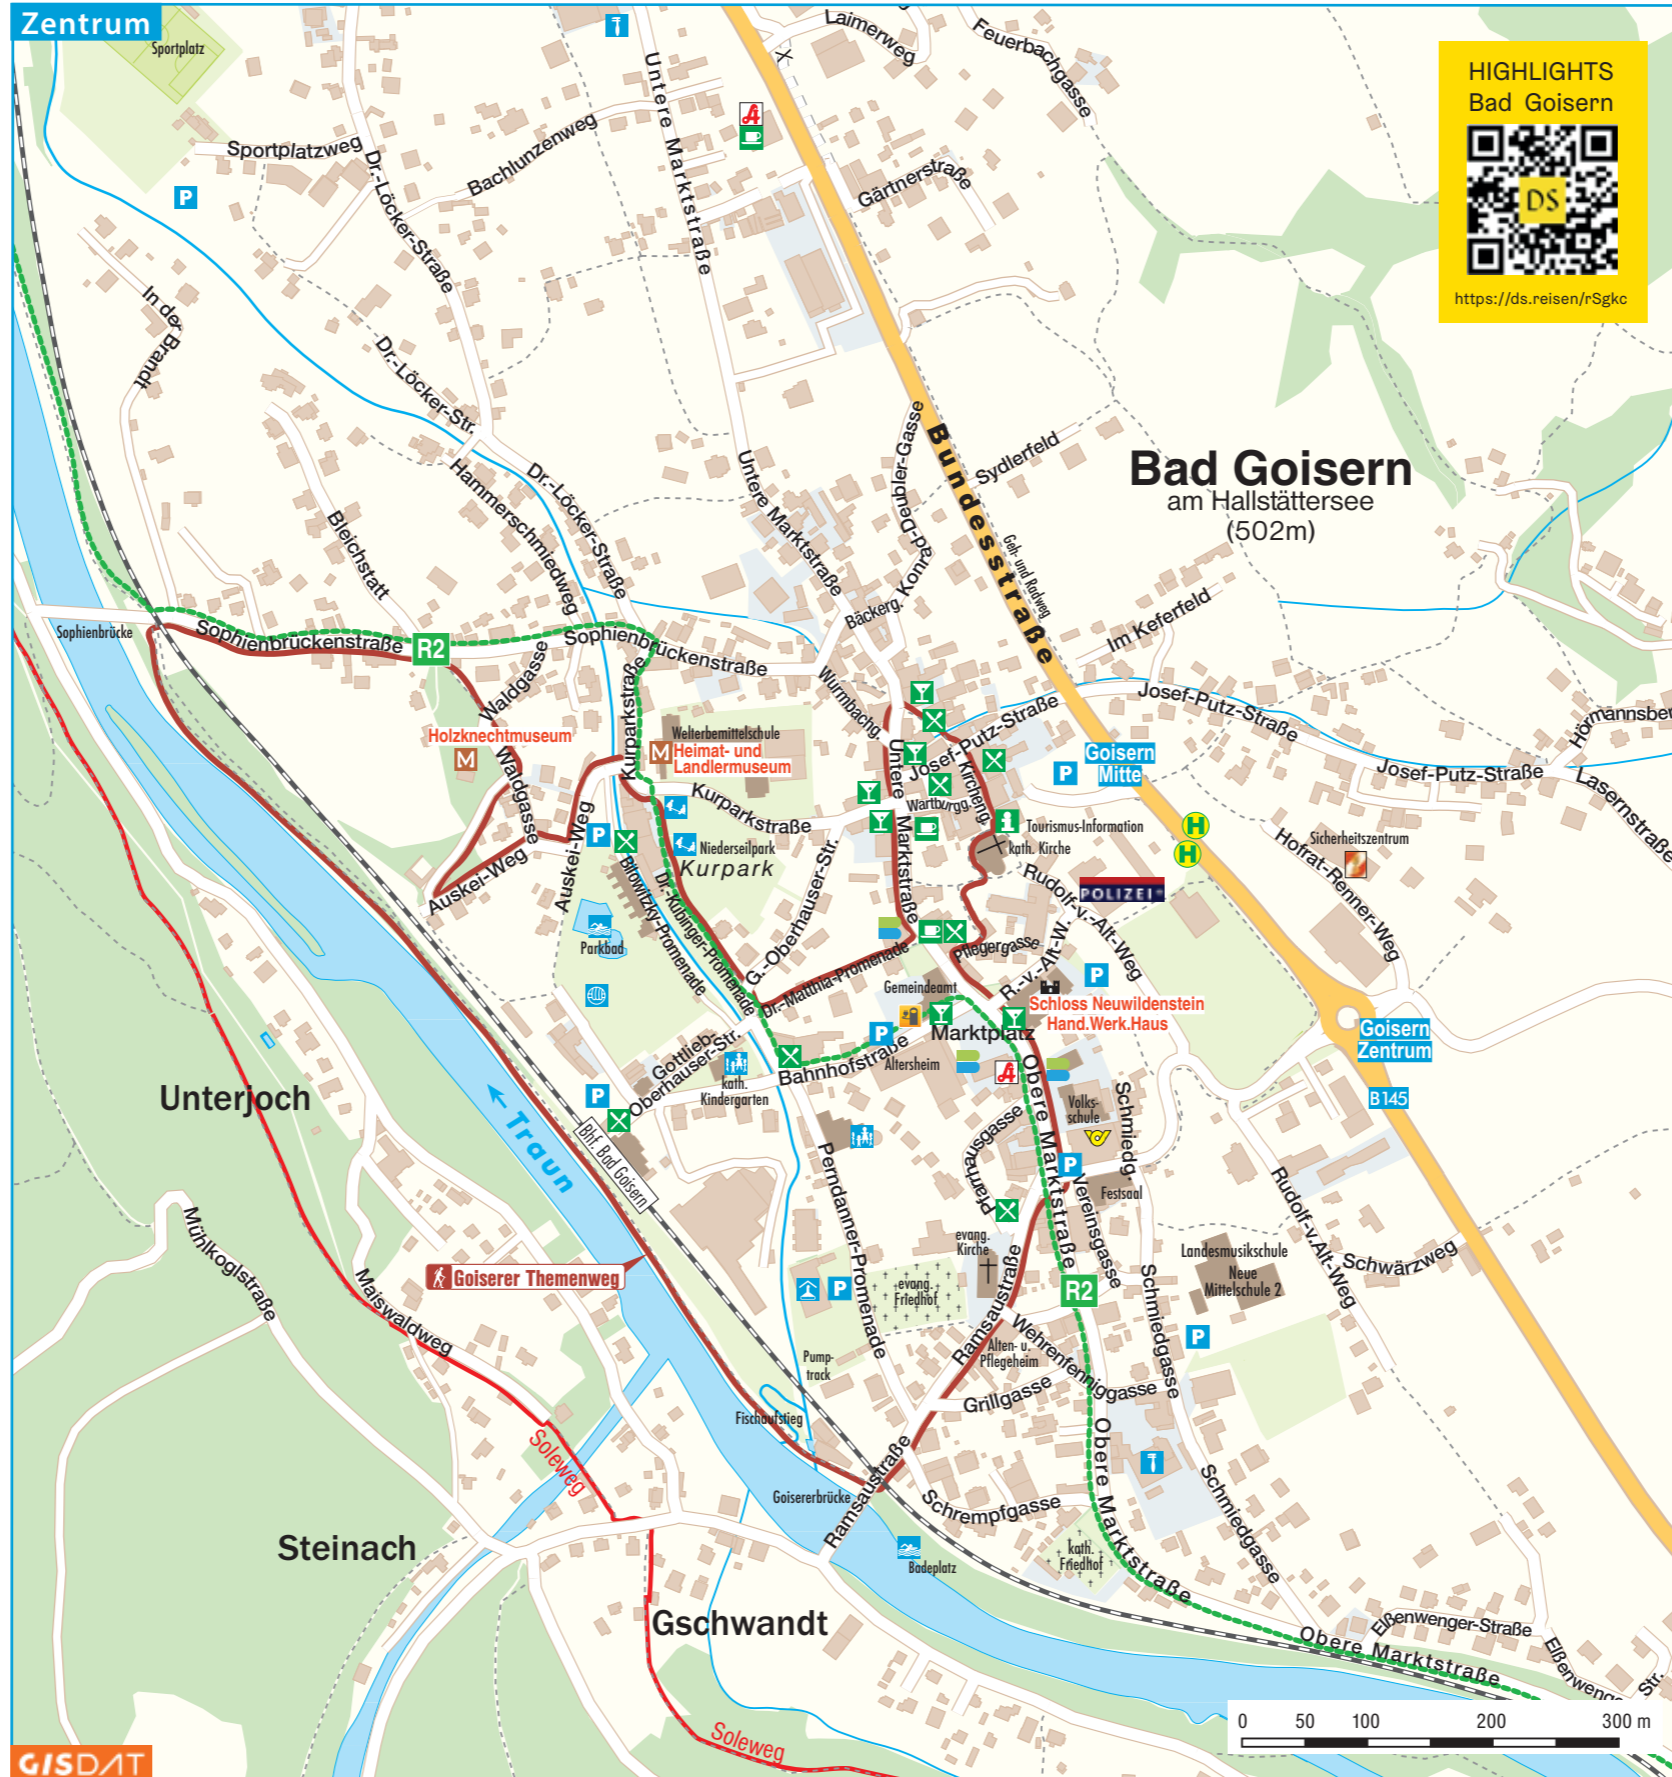 Zentrum
Sportplatz
Laimerweg
Feuerbachgasse
HIGHLIGHTS
Bad Goisern
DS
https://ds.reisen/rSgkc
Untere Marktstraße
Sportplatzweg
Dr.-Löcker-Straße
Bachlunzenweg
Gärtnerstraße
P
In der Brandt
Dr.-Löcker-Str.
Hammerschmiedweg
Dr.-Löcker-Straße
Bleichstatt
Untere Marktstraße
Konrad-Deubler-Gasse
Bundesstraße
Sydlerfeld
Geh- und Radweg
Bad Goisern
am Hallstättersee
(502m)
Bäckerg.
Im Keferfeld
Sophienbrücke
Sophienbrückenstraße
R2
Sophienbrückenstraße
Waldgasse
Kurparkstraße
Wurmbachg.
Josef-Putz-Straße
Josef-Putz-Straße
Josef-Putz-Straße
Hörmannsber
Lasernstraße
Holzknechtmuseum
M
Waldgasse
Welterbemittelschule
M
Heimat- und
Landlermuseum
Untere Marktstraße
Kircheng.
Wartburgg.
Goisern
Mitte
P
H
H
Kurparkstraße
Tourismus-Information
kath. Kirche
Sicherheitszentrum
Hofrat-Renner-Weg
P
Niederseilpark
Kurpark
Auskei-Weg
Auskei-Weg
Bilowitzky-Promenade
Dr.-Kubinger-Promenade
G.-Oberhauser-Str.
POLIZEI
Rudolf-v.-Alt-Weg
Parkbad
Dr.-Matthia-Promenade
Pflegergasse
R.-v.-Alt-W.
P
Gemeindeamt
Schloss Neuwildenstein
Hand.Werk.Haus
Marktplatz
P
Bahnhofstraße
Altersheim
Goisern
Zentrum
B145
Gottlieb-
Oberhauser-Str.
kath.
Kindergarten
P
Unterjoch
Traun
Bhf. Bad Goisern
Obere Marktstraße
Volks-
schule
Schmiedg.
Pfarrhausgasse
Perndanner-Promenade
P
Festsaal
Vereinsgasse
Rudolf-v.Alt-Weg
Mühlkoglstraße
Maiswaldweg
Goiserer Themenweg
evang.
Kirche
evang.
Friedhof
P
Ramsaustraße
R2
Landesmusikschule
Neue
Mittelschule 2
Schwärzweg
Schmiedgasse
P
Wehrenfenniggasse
Alten- u.
Pflegeheim
Grillgasse
Pump-
track
Fischaufstieg
Soleweg
Obere Marktstraße
Goisererbrücke
Ramsaustraße
Schrempfgasse
Schmiedgasse
Steinach
Badeplatz
kath.
Friedhof
Gschwandt
Elßenwenger-Straße
Obere Marktstraße
Elßenwenge
Str.
Soleweg
0 50 100 200 300 m
GISDAT